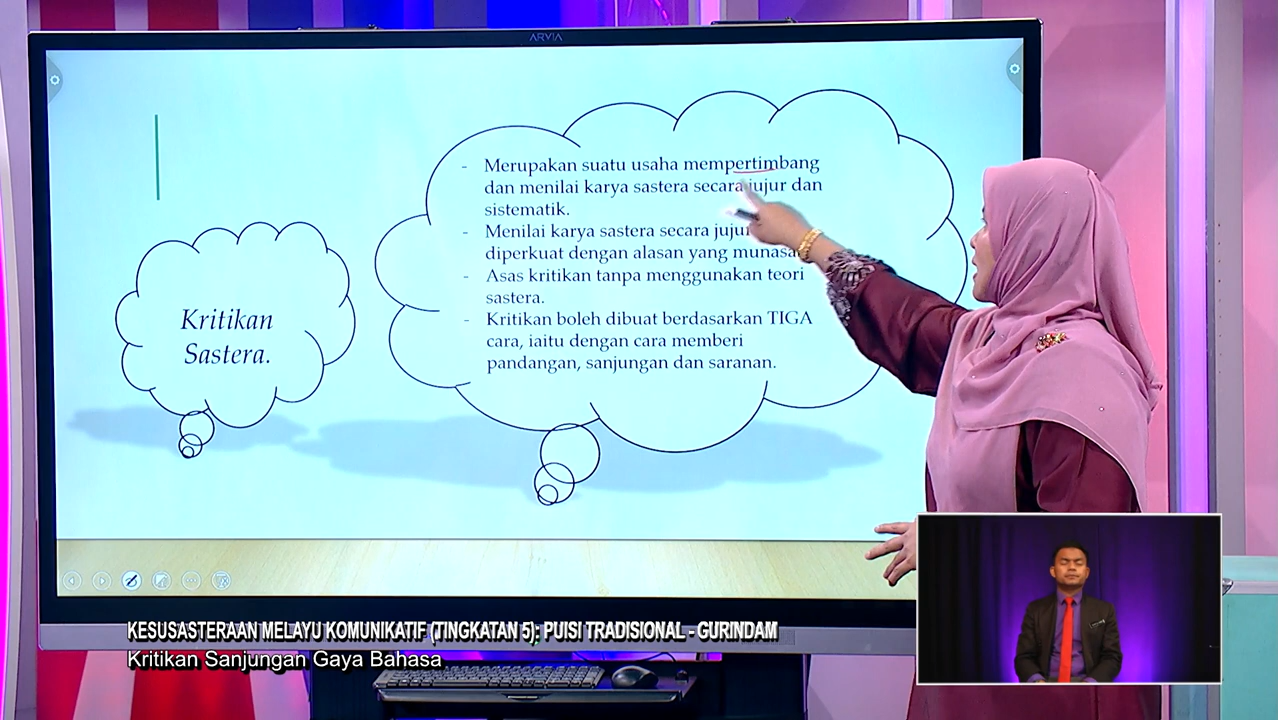 ARVIA
- Merupakan suatu usaha mempertimbang
dan menilai karya sastera secara jujur dan
sistematik.
- Menilai karya sastera secara
diperkuat dengan alasan yang
- Asas kritikan tanpa menggunakan teori
sastera.
- Kritikan boleh dibuat berdasarkan TIGA
cara, iaitu dengan cara memberi
pandangan, sanjungan dan saranan.
Kritikan
Sastera.
KESUSASTERAAN MELAYU KOMUNIKATIF (TINGKATAN 5): PUISI TRADISIONAL - GURINDAM
Kritikan Sanjungan Gaya Bahasa